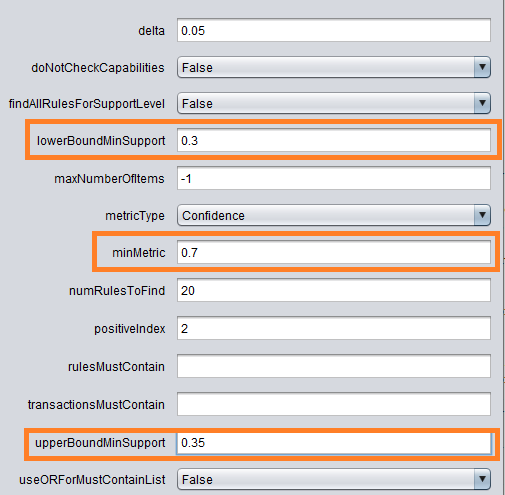 delta 0.05
doNotCheckCapabilities False
findAllRulesForSupportLevel False
lowerBoundMinSupport 0.3
maxNumberOfItems -1
metricType Confidence
minMetric 0.7
numRulesToFind 20
positiveIndex 2
rulesMustContain
transactionsMustContain
upperBoundMinSupport 0.35
useORForMustContainList False